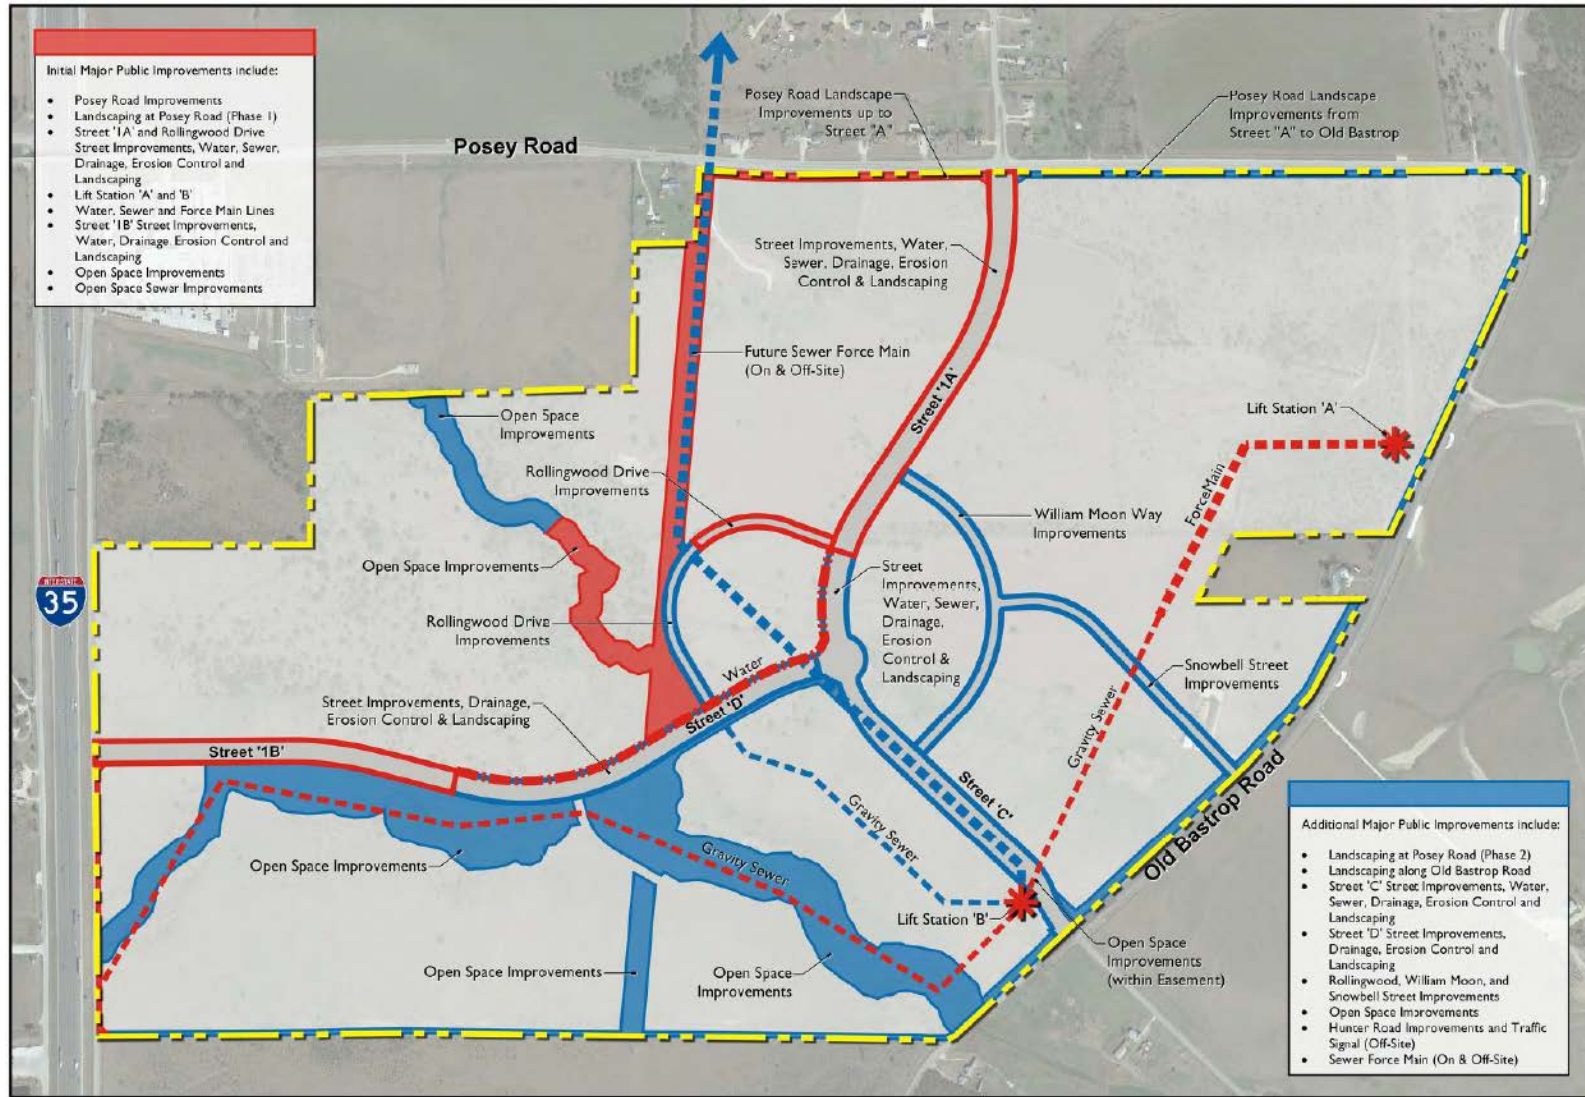 Initial Major Public Improvements include:
• Posey Road Improvements
• Landscaping at Posey Road (Phase 1)
• Street '1A' and Rollingwood Drive
Street Improvements, Water, Sewer,
Drainage, Erosion Control and
Landscaping
• Lift Station 'A' and 'B'
• Water, Sewer and Force Main Lines
• Street '1B' Street Improvements,
Water, Drainage, Erosion Control and
Landscaping
• Open Space Improvements
• Open Space Sewer Improvements
Posey Road
Posey Road Landscape
Improvements up to
Street "A"
Posey Road Landscape
Improvements from
Street "A" to Old Bastrop
Street Improvements, Water,
Sewer, Drainage, Erosion
Control & Landscaping
Future Sewer Force Main
(On & Off-Site)
Street '1A'
Open Space
Improvements
Lift Station 'A'
Rollingwood Drive
Improvements
ForceMain
William Moon Way
Improvements
Open Space Improvements
Street
Improvements,
Water, Sewer,
Drainage,
Erosion
Control &
Landscaping
INTERSTATE
35
Rollingwood Drive
Improvements
Water
Snowbell Street
Improvements
Street Improvements, Drainage,
Erosion Control & Landscaping
Street 'D'
Gravity Sewer
Street '1B'
Street 'C'
Old Bastrop Road
Gravity Sewer
Open Space Improvements
Gravity Sewer
Lift Station 'B'
Open Space
Improvements
(within Easement)
Open Space Improvements
Open Space
Improvements
Additional Major Public Improvements include:
• Landscaping at Posey Road (Phase 2)
• Landscaping along Old Bastrop Road
• Street 'C' Street Improvements, Water,
Sewer, Drainage, Erosion Control and
Landscaping
• Street 'D' Street Improvements,
Drainage, Erosion Control and
Landscaping
• Rollingwood, William Moon, and
Snowbell Street Improvements
• Open Space Improvements
• Hunter Road Improvements and Traffic
Signal (Off-Site)
• Sewer Force Main (On & Off-Site)